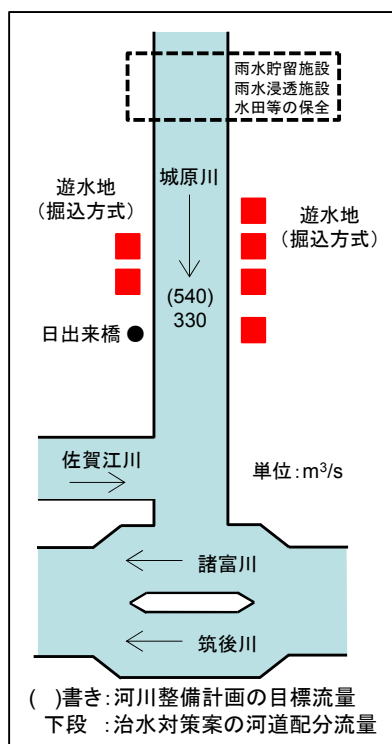 雨水貯留施設
雨水浸透施設
水田等の保全
城原川
遊水地
(掘込方式)
遊水地
(掘込方式)
(540)
330
日出来橋
佐賀江川
単位:m³/s
諸富川
筑後川
( )書き:河川整備計画の目標流量
下段 :治水対策案の河道配分流量